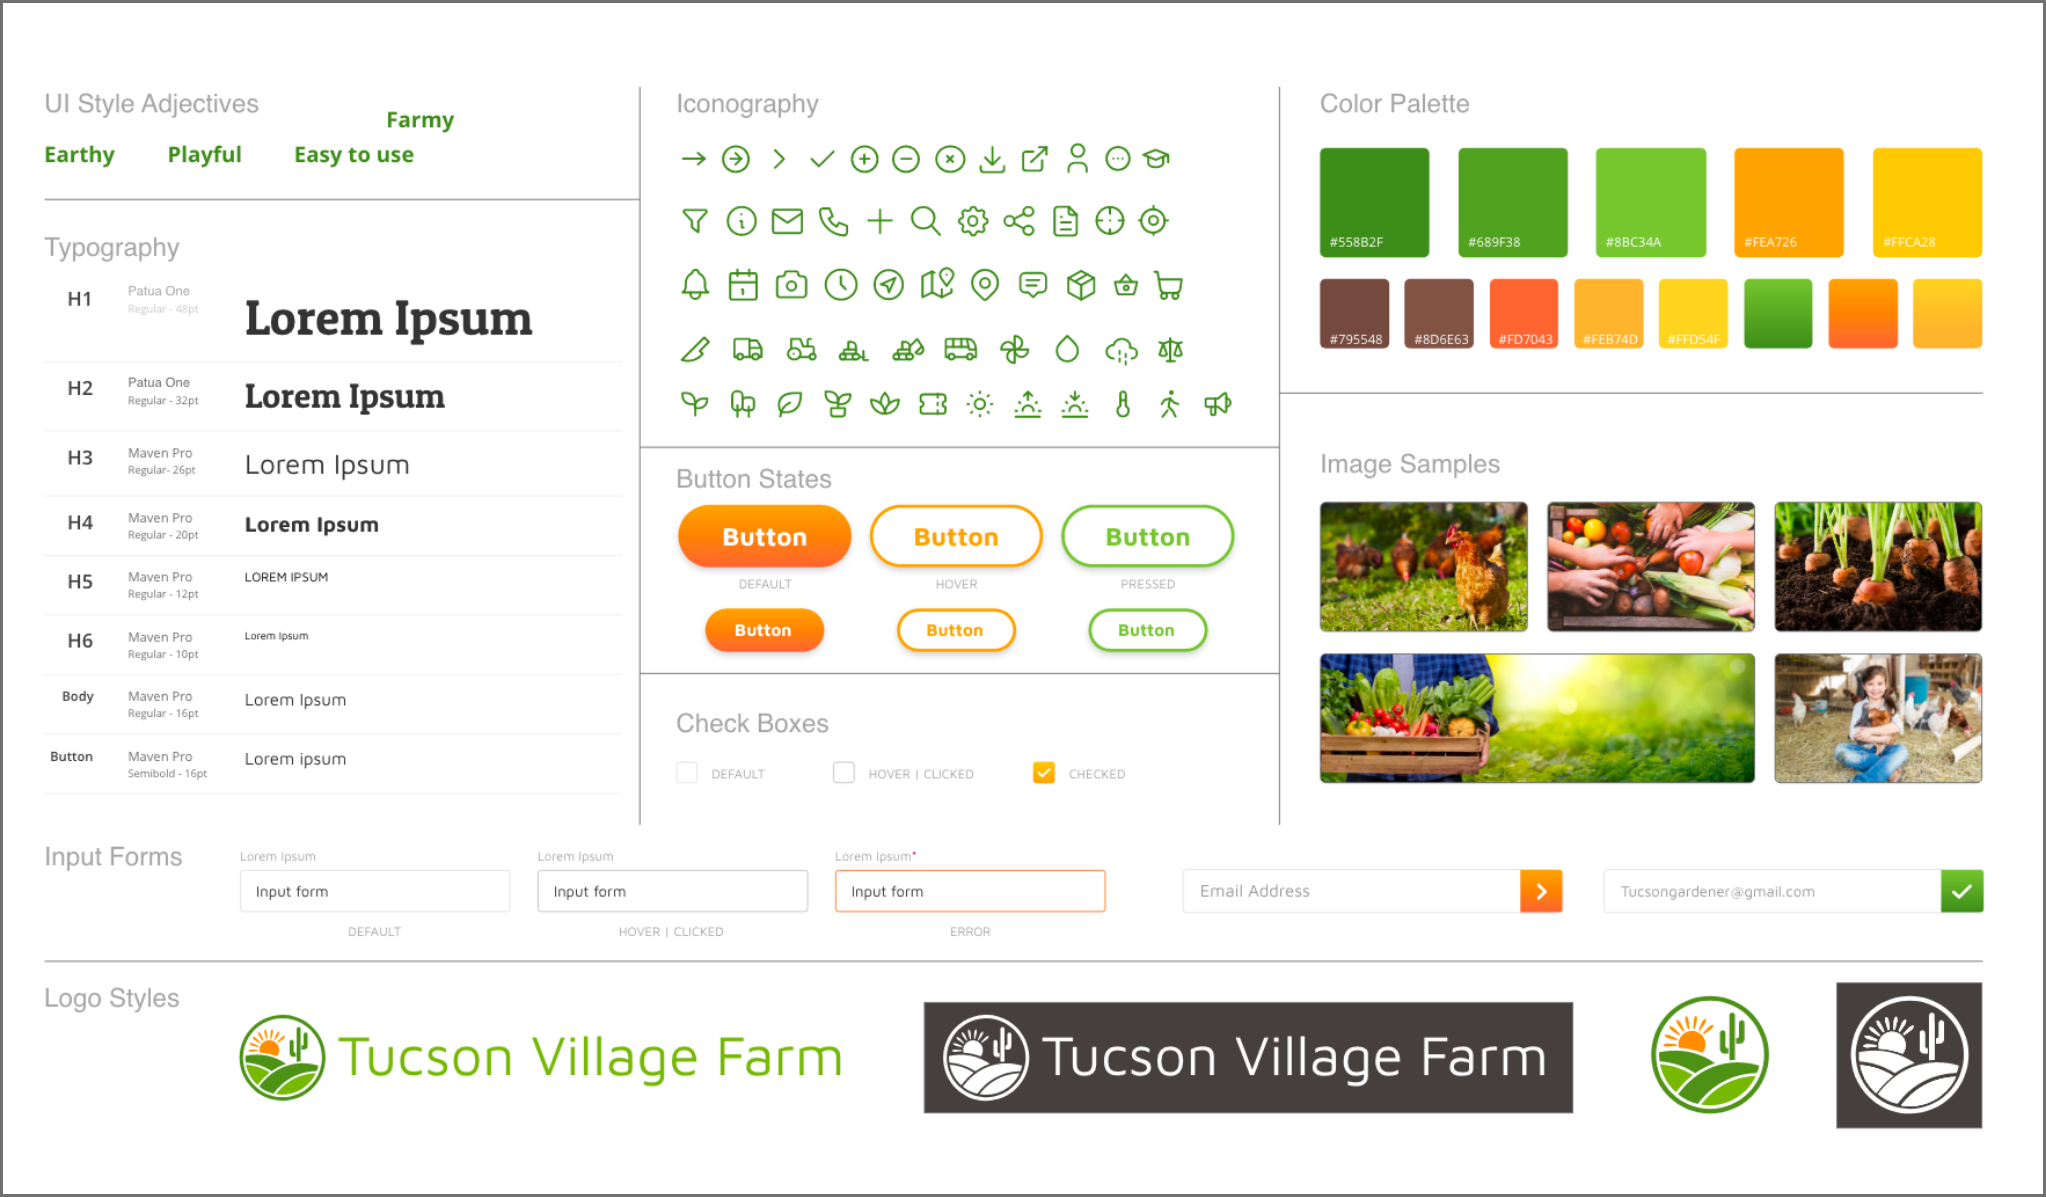 UI Style Adjectives
Farmy
Earthy Playful Easy to use
Typography
H1 Patua One
Regular - 48pt
Lorem Ipsum
H2 Patua One
Regular - 32pt
Lorem Ipsum
H3 Maven Pro
Regular- 26pt
Lorem Ipsum
H4 Maven Pro
Regular - 20pt
Lorem Ipsum
H5 Maven Pro
Regular - 12pt
LOREM IPSUM
H6 Maven Pro
Regular - 10pt
Lorem Ipsum
Body Maven Pro
Regular - 16pt
Lorem Ipsum
Button Maven Pro
Semibold - 16pt
Lorem ipsum
Iconography
1
Button States
Button Button Button
DEFAULT HOVER PRESSED
Button Button Button
Check Boxes
DEFAULT HOVER | CLICKED CHECKED
Color Palette
#558B2F #689F38 #8BC34A #FEA726 #FFCA28
#795548 #8D6E63 #FD7043 #FEB74D #FFD54F
Image Samples
Input Forms
Lorem Ipsum Lorem Ipsum Lorem Ipsum*
Input form Input form Input form Email Address Tucsongardener@gmail.com
DEFAULT HOVER | CLICKED ERROR
Logo Styles
Tucson Village Farm Tucson Village Farm